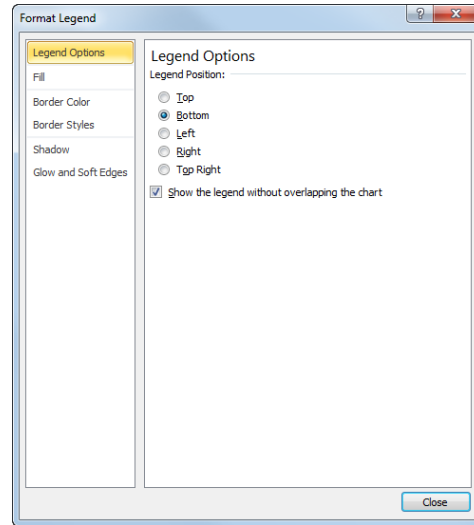 Format Legend
Legend Options
Fill
Border Color
Border Styles
Shadow
Glow and Soft Edges
Legend Options
Legend Position:
Top
Bottom
Left
Right
Top Right
Show the legend without overlapping the chart
Close